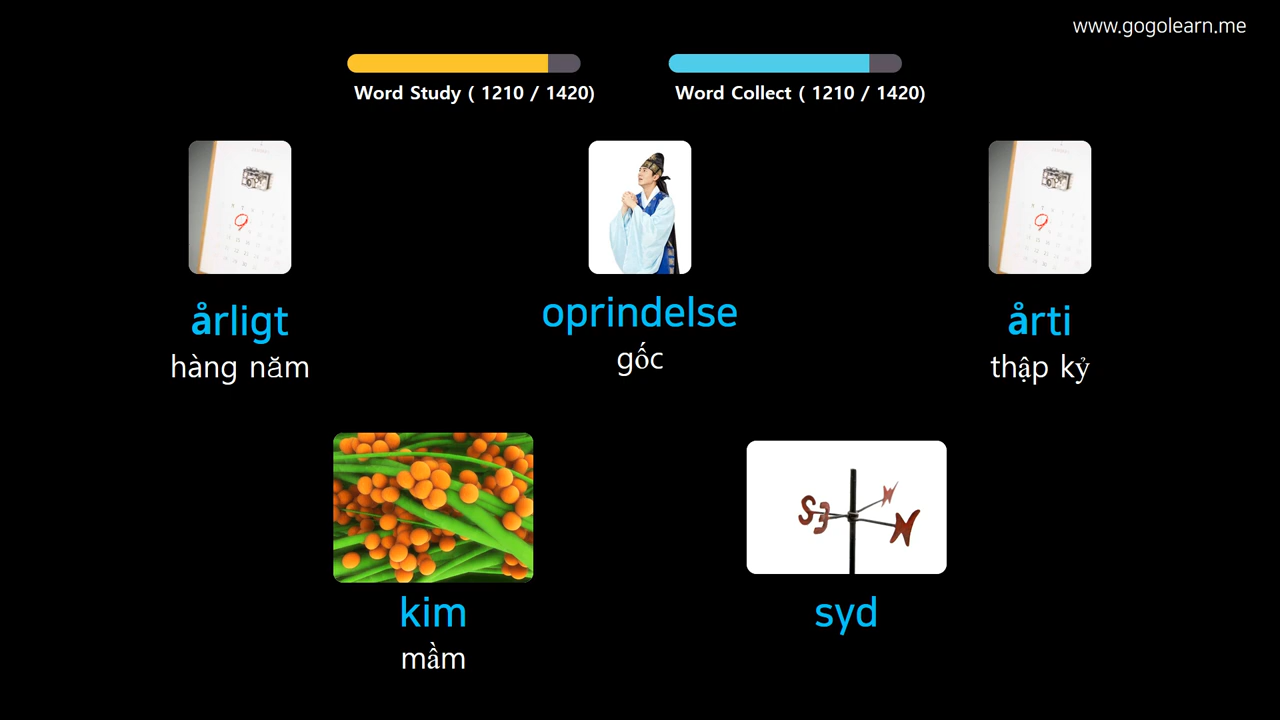 www.gogolearn.me
Word Study ( 1210 / 1420)
Word Collect ( 1210 / 1420)
årligt
hàng năm
oprindelse
gốc
årti
thập kỷ
kim
mầm
syd